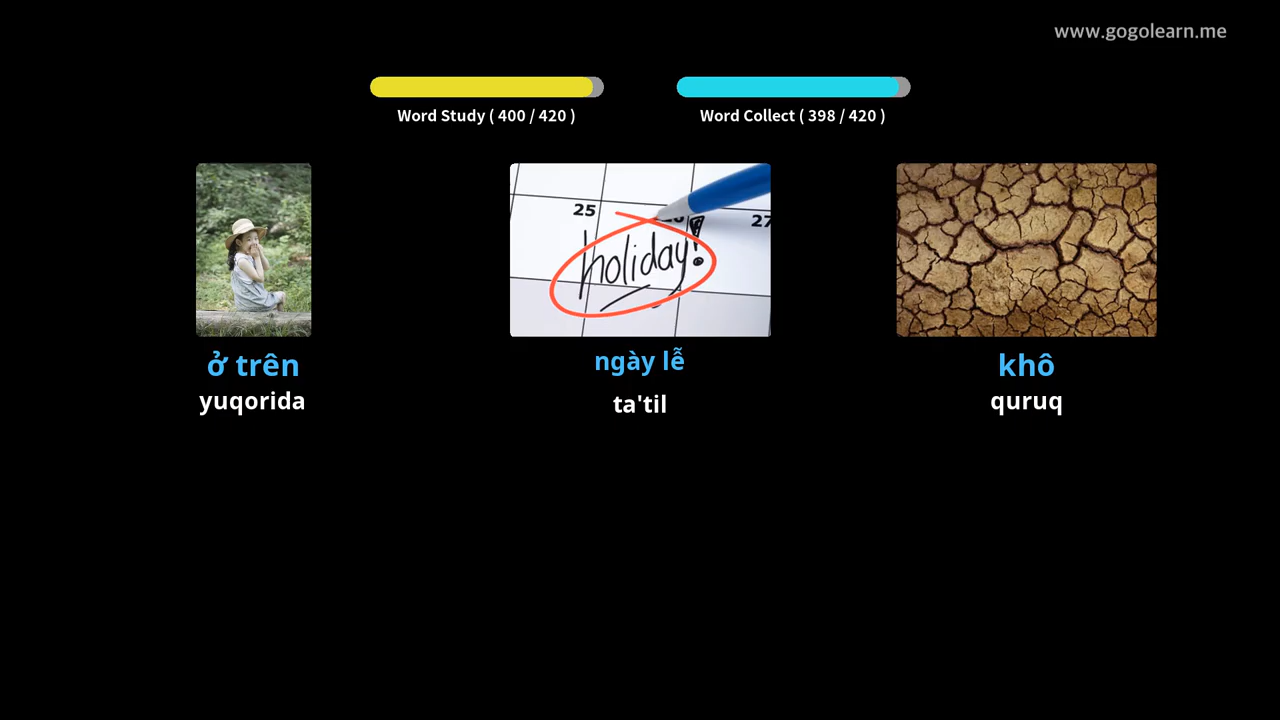 www.gogolearn.me
Word Study ( 400 / 420 )
Word Collect ( 398 / 420 )
25
27
holiday!
ở trên
yuqorida
ngày lễ
ta'til
khô
quruq